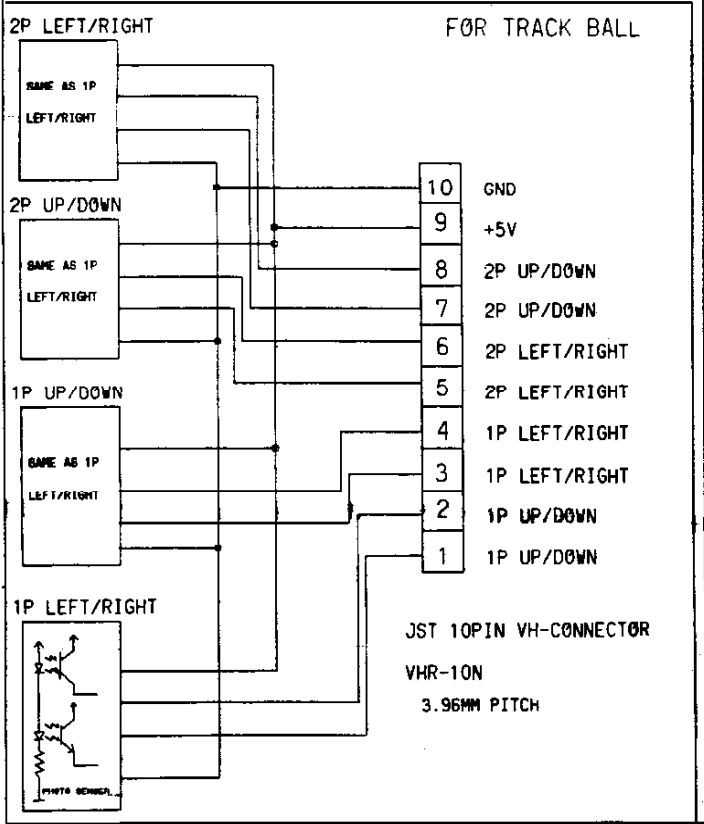 2P LEFT/RIGHT
FOR TRACK BALL
SAME AS 1P
LEFT/RIGHT
2P UP/DOWN
SAME AS 1P
LEFT/RIGHT
1P UP/DOWN
SAME AS 1P
LEFT/RIGHT
1P LEFT/RIGHT
PHOTO SENSER
10 GND
9 +5V
8 2P UP/DOWN
7 2P UP/DOWN
6 2P LEFT/RIGHT
5 2P LEFT/RIGHT
4 1P LEFT/RIGHT
3 1P LEFT/RIGHT
2 1P UP/DOWN
1 1P UP/DOWN
JST 10PIN VH-CONNECTOR
VHR-10N
3.96MM PITCH